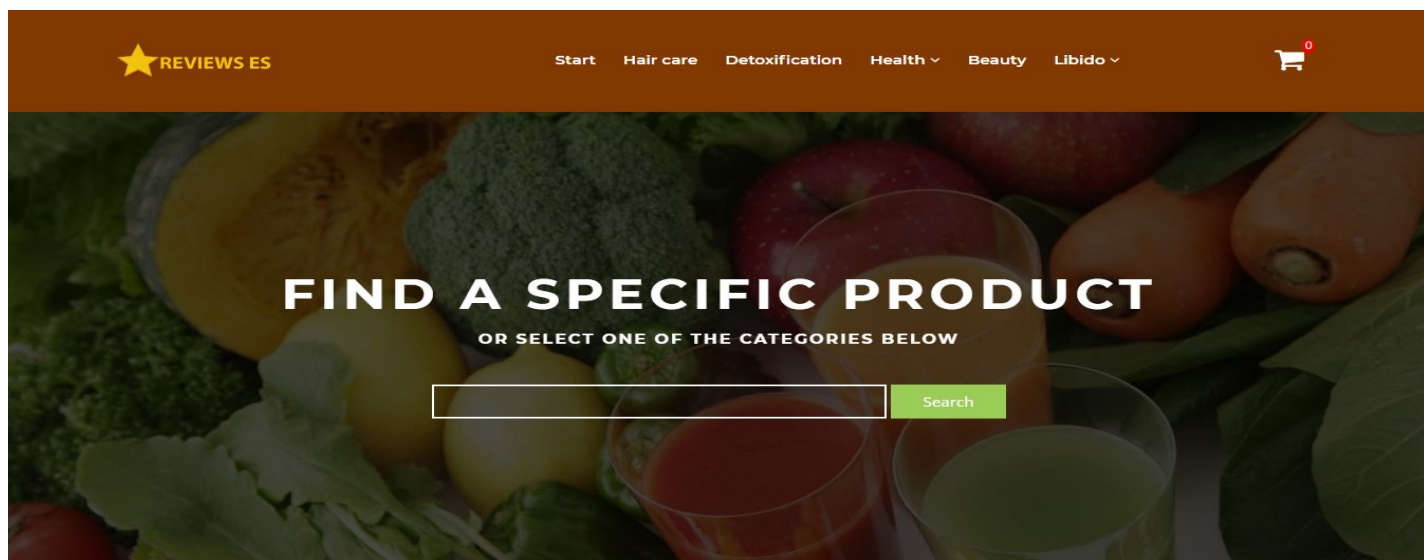 REVIEWS ES
Start Hair care Detoxification Health Beauty Libido
0
FIND A SPECIFIC PRODUCT
OR SELECT ONE OF THE CATEGORIES BELOW
Search